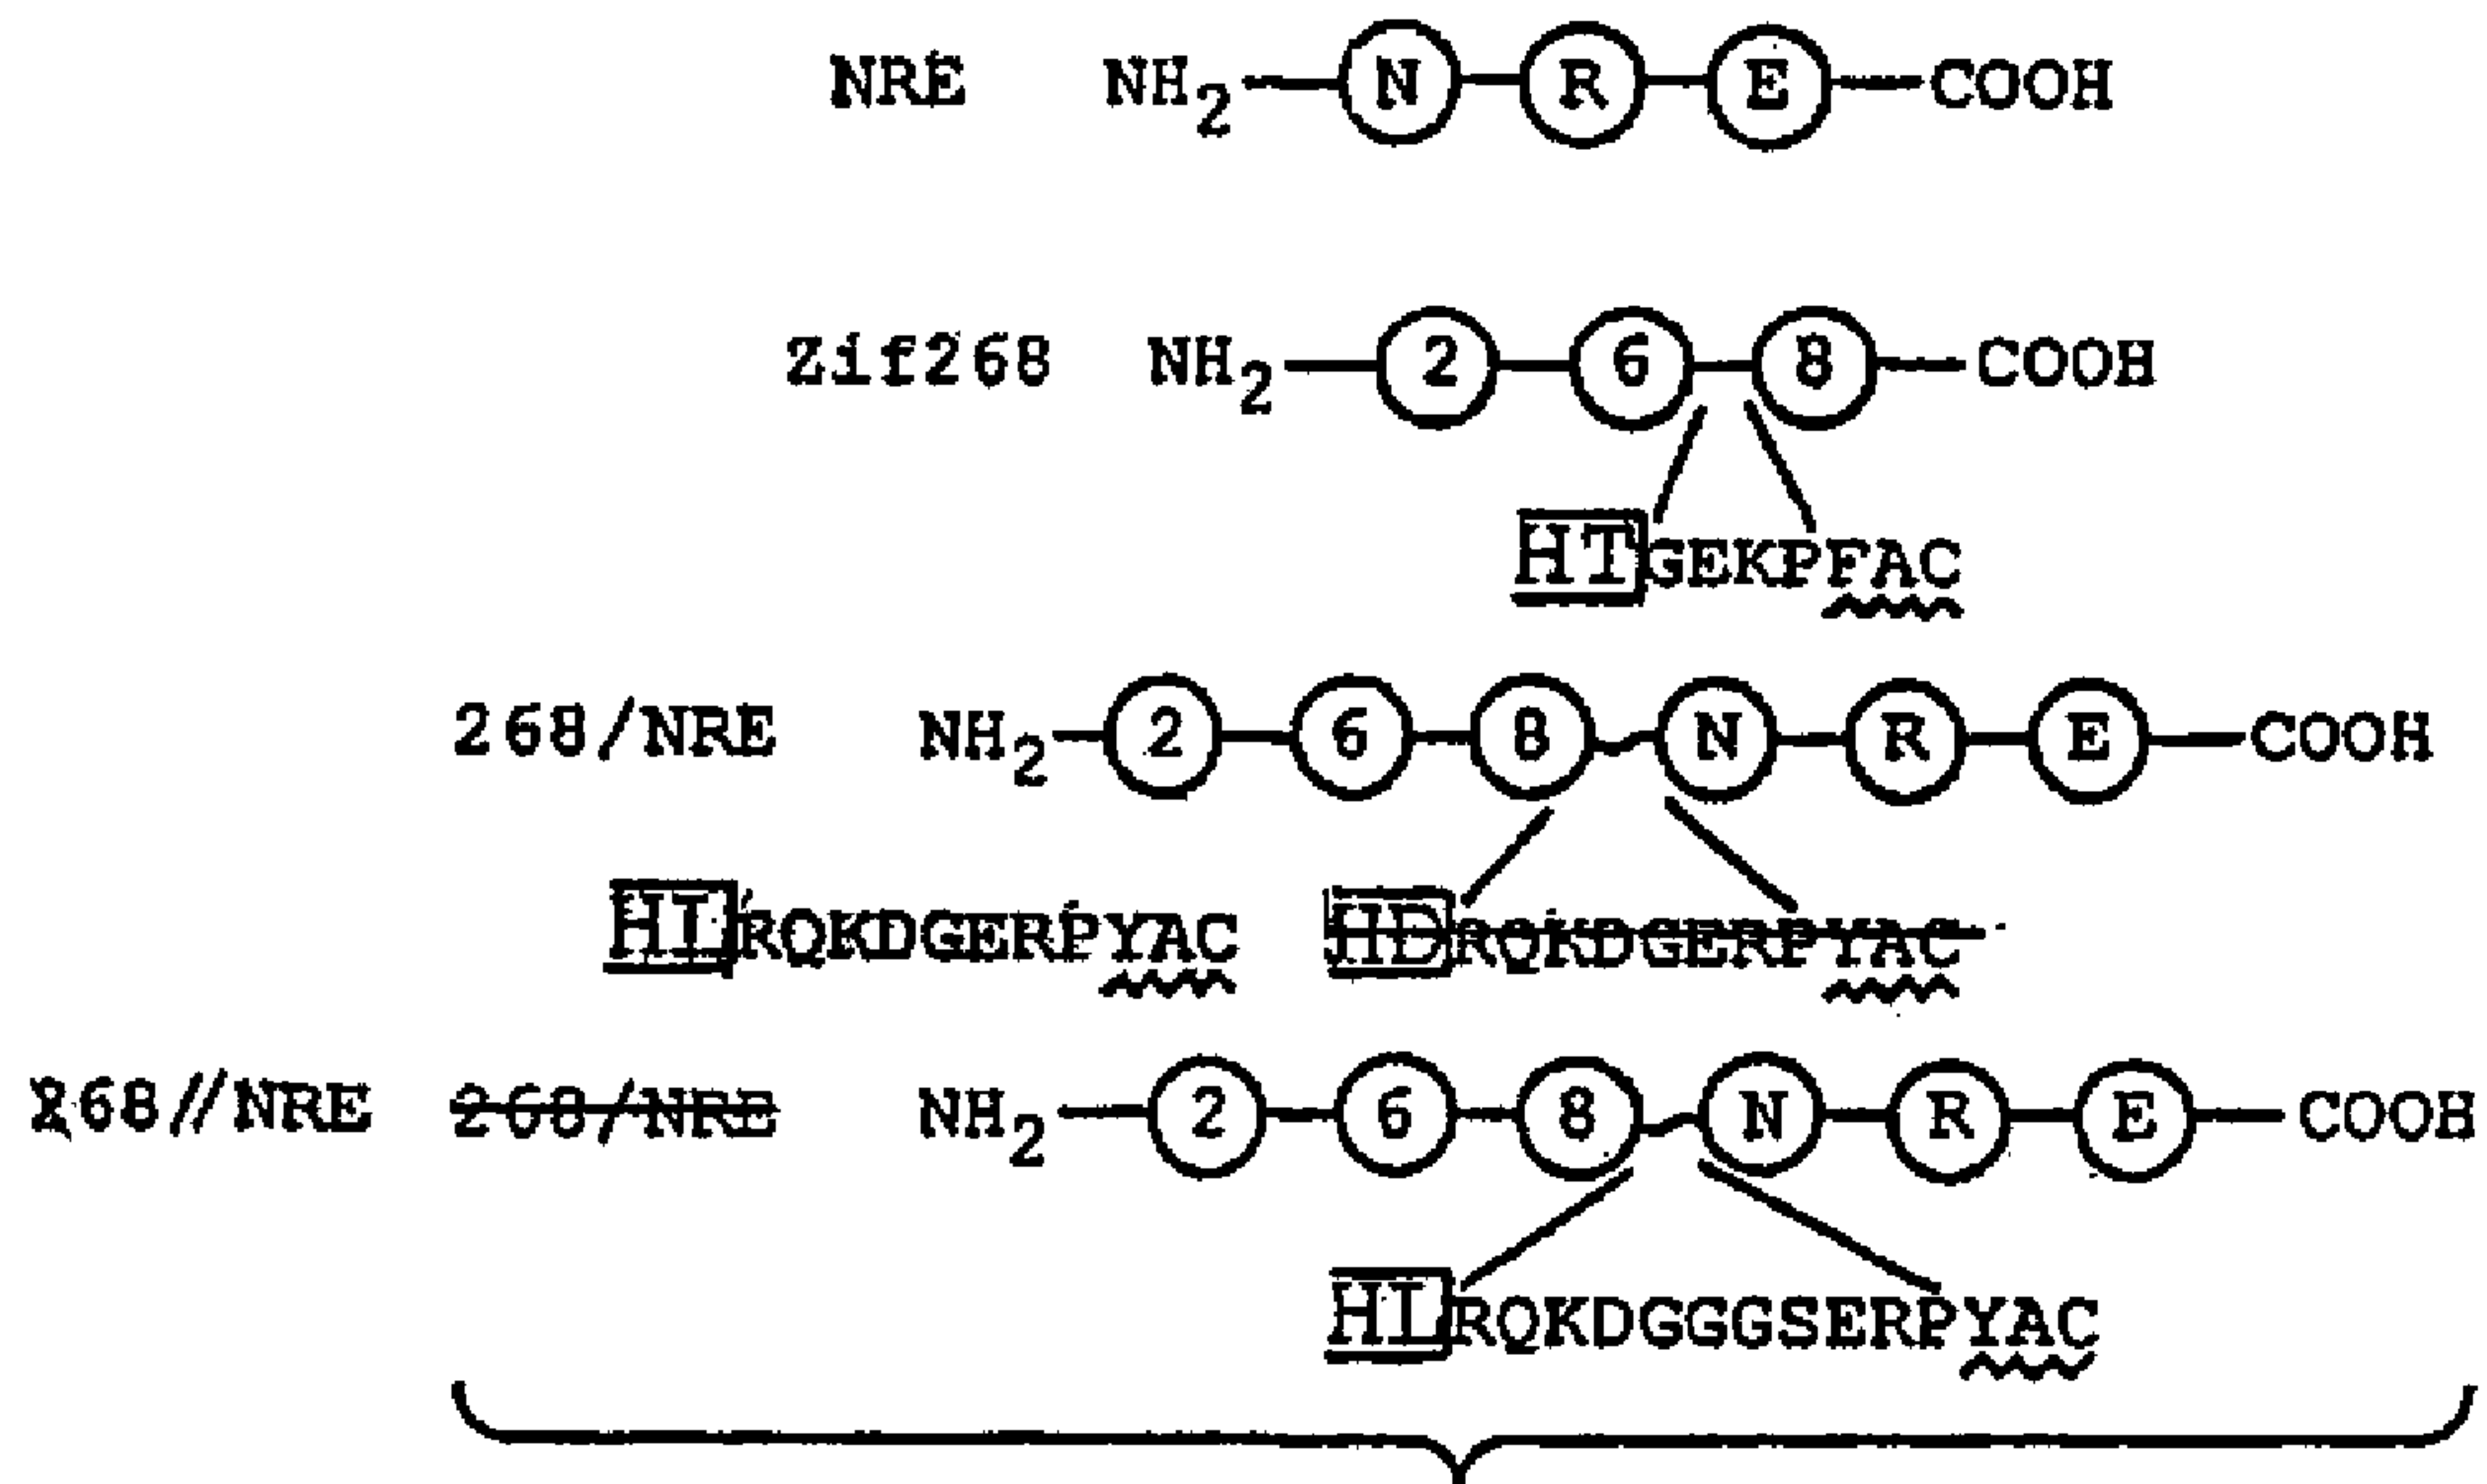 NRE NH2 N R E COOH
Zif268 NH2 2 6 8 COOH
HTGEKPFAC
268/NRE NH2 2 6 8 N R E COOH
HLRQKDGERPYAC HDRQKDGERPYAC
268//NRE 268/NRE NH2 2 6 8 N R E COOH
HLRQKDGGGSERPYAC